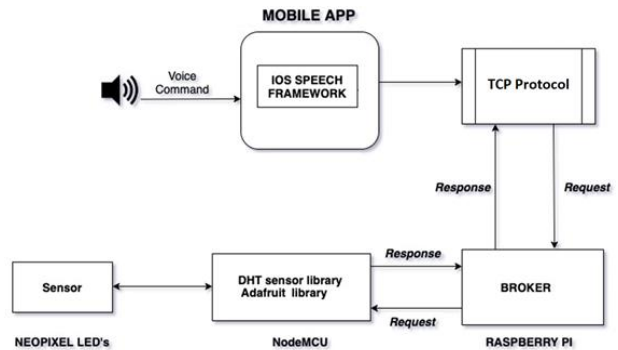 MOBILE APP
Voice
Command
IOS SPEECH
FRAMEWORK
TCP Protocol
Response
Request
Sensor
DHT sensor library
Adafruit library
Response
Request
BROKER
NEOPIXEL LED's
NodeMCU
RASPBERRY PI